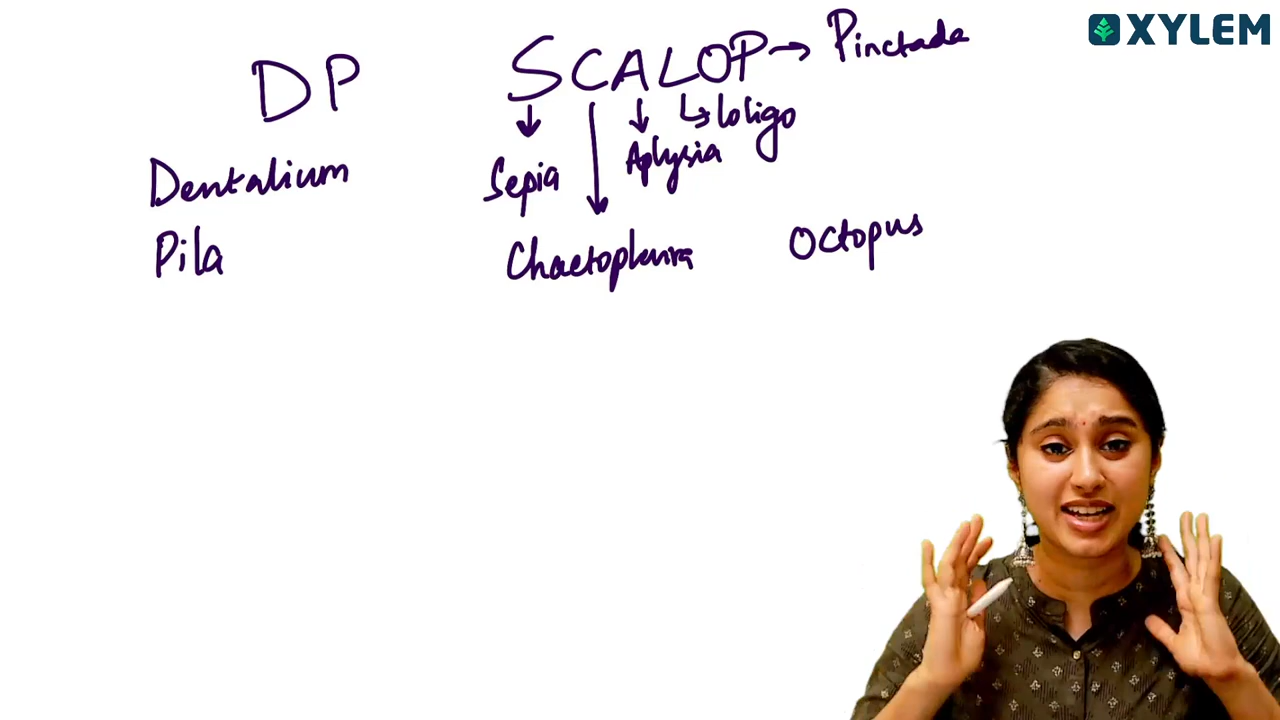 XYLEM
DP SCALOP → Pinctada
Loligo
Aplysia
Dentalium Sepia
Pila Chaetopleura Octopus